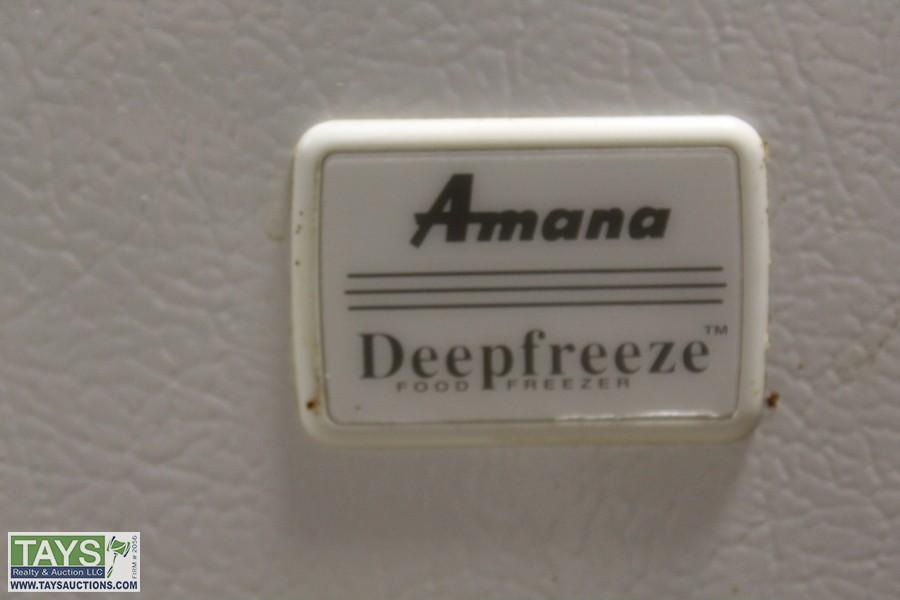 Amana
Deepfreeze™
FOOD FREEZER
TAYS
Realty & Auction LLC
FIRM # 2056
WWW.TAYSAUCTIONS.COM